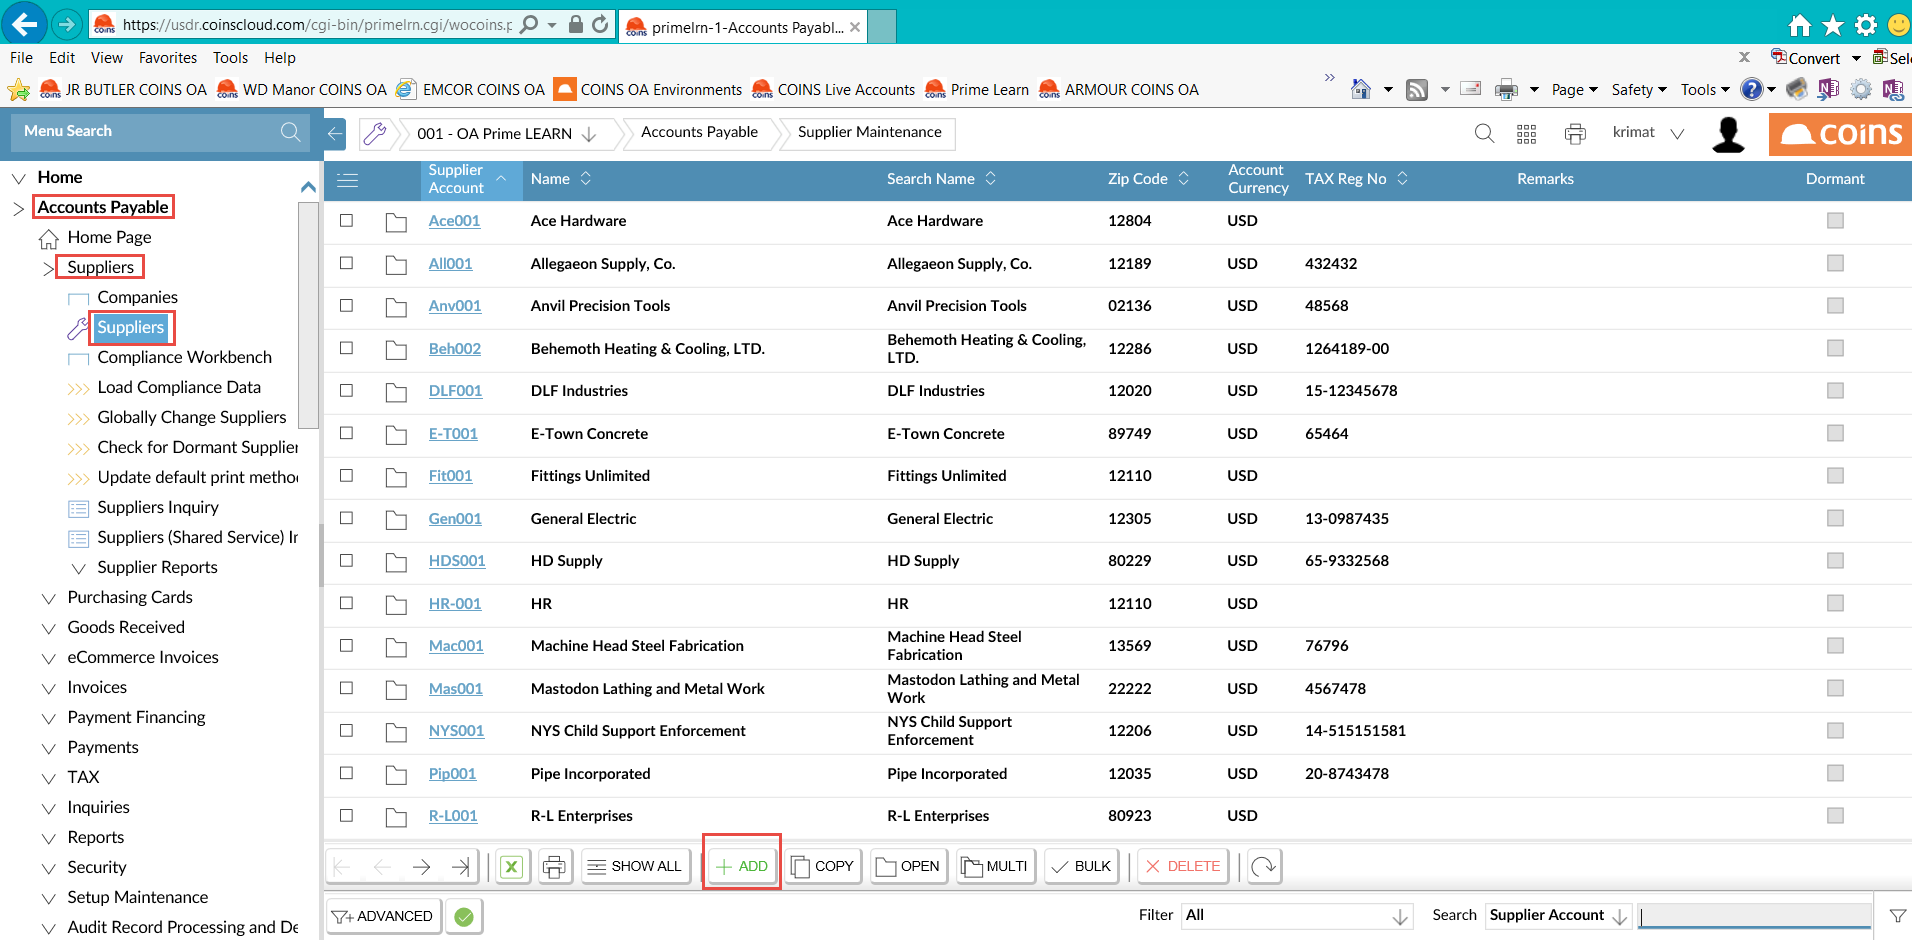 https://usdr.coinscloud.com/cgi-bin/primelrn.cgi/wocoins.p
primelrn-1-Accounts Payabl...
File Edit View Favorites Tools Help
x Convert Sel
JR BUTLER COINS OA WD Manor COINS OA EMCOR COINS OA COINS OA Environments COINS Live Accounts Prime Learn ARMOUR COINS OA
Page Safety Tools
Menu Search
001 - OA Prime LEARN Accounts Payable Supplier Maintenance
krimat
coins
Home
Accounts Payable
Home Page
Suppliers
Companies
Suppliers
Compliance Workbench
Load Compliance Data
Globally Change Suppliers
Check for Dormant Supplier
Update default print metho
Suppliers Inquiry
Suppliers (Shared Service) Ir
Supplier Reports
Purchasing Cards
Goods Received
eCommerce Invoices
Invoices
Payment Financing
Payments
TAX
Inquiries
Reports
Security
Setup Maintenance
Audit Record Processing and De
Supplier Account Name Search Name Zip Code Account Currency TAX Reg No Remarks Dormant
Ace001 Ace Hardware Ace Hardware 12804 USD
All001 Allegaeon Supply, Co. Allegaeon Supply, Co. 12189 USD 432432
Anv001 Anvil Precision Tools Anvil Precision Tools 02136 USD 48568
Beh002 Behemoth Heating & Cooling, LTD. Behemoth Heating & Cooling, LTD. 12286 USD 1264189-00
DLF001 DLF Industries DLF Industries 12020 USD 15-12345678
E-T001 E-Town Concrete E-Town Concrete 89749 USD 65464
Fit001 Fittings Unlimited Fittings Unlimited 12110 USD
Gen001 General Electric General Electric 12305 USD 13-0987435
HDS001 HD Supply HD Supply 80229 USD 65-9332568
HR-001 HR HR 12110 USD
Mac001 Machine Head Steel Fabrication Machine Head Steel Fabrication 13569 USD 76796
Mas001 Mastodon Lathing and Metal Work Mastodon Lathing and Metal Work 22222 USD 4567478
NYS001 NYS Child Support Enforcement NYS Child Support Enforcement 12206 USD 14-515151581
Pip001 Pipe Incorporated Pipe Incorporated 12035 USD 20-8743478
R-L001 R-L Enterprises R-L Enterprises 80923 USD
SHOW ALL ADD COPY OPEN MULTI BULK DELETE
ADVANCED Filter All Search Supplier Account